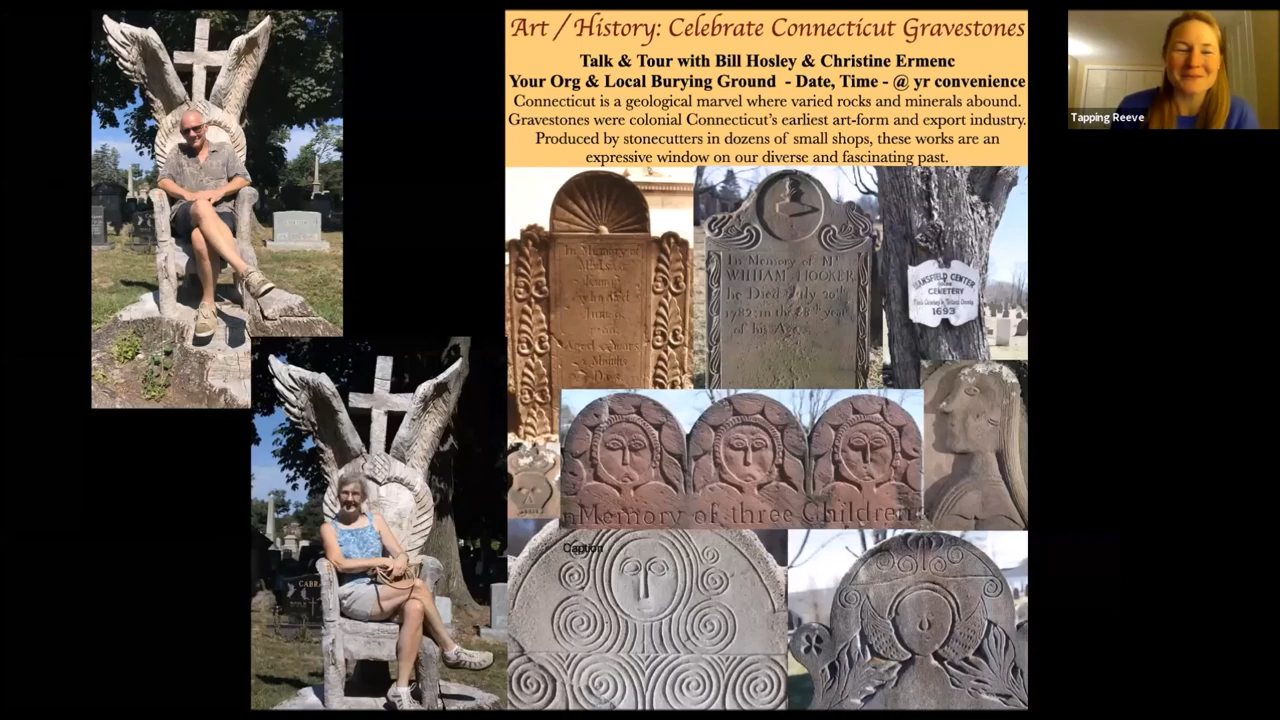 Art / History: Celebrate Connecticut Gravestones
Talk & Tour with Bill Hosley & Christine Ermenc
Your Org & Local Burying Ground - Date, Time - @ yr convenience
Connecticut is a geological marvel where varied rocks and minerals abound.
Gravestones were colonial Connecticut's earliest art-form and export industry.
Produced by stonecutters in dozens of small shops, these works are an
expressive window on our diverse and fascinating past.
Tapping Reeve
In Memory of
In Memory of Mr
WILLIAM HOOKER
he Died July 20th
1782; in the 68th year
of his Age
MANSFIELD CENTER
CEMETERY
1693
In Memory of three Children
Caption
CABRA